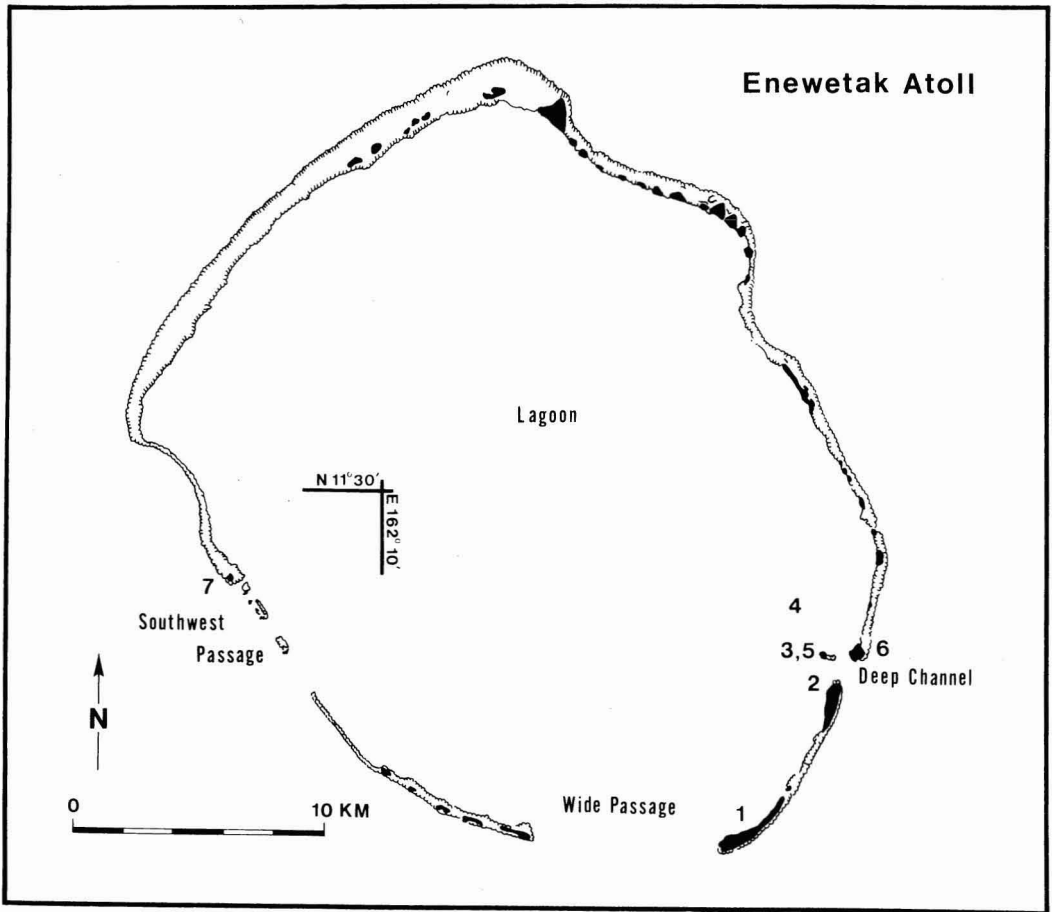 Enewetak Atoll
Lagoon
N 11° 30'
E 162° 10'
7
4
Southwest
Passage
3,5
6
Deep Channel
2
N
0
10 KM
Wide Passage
1